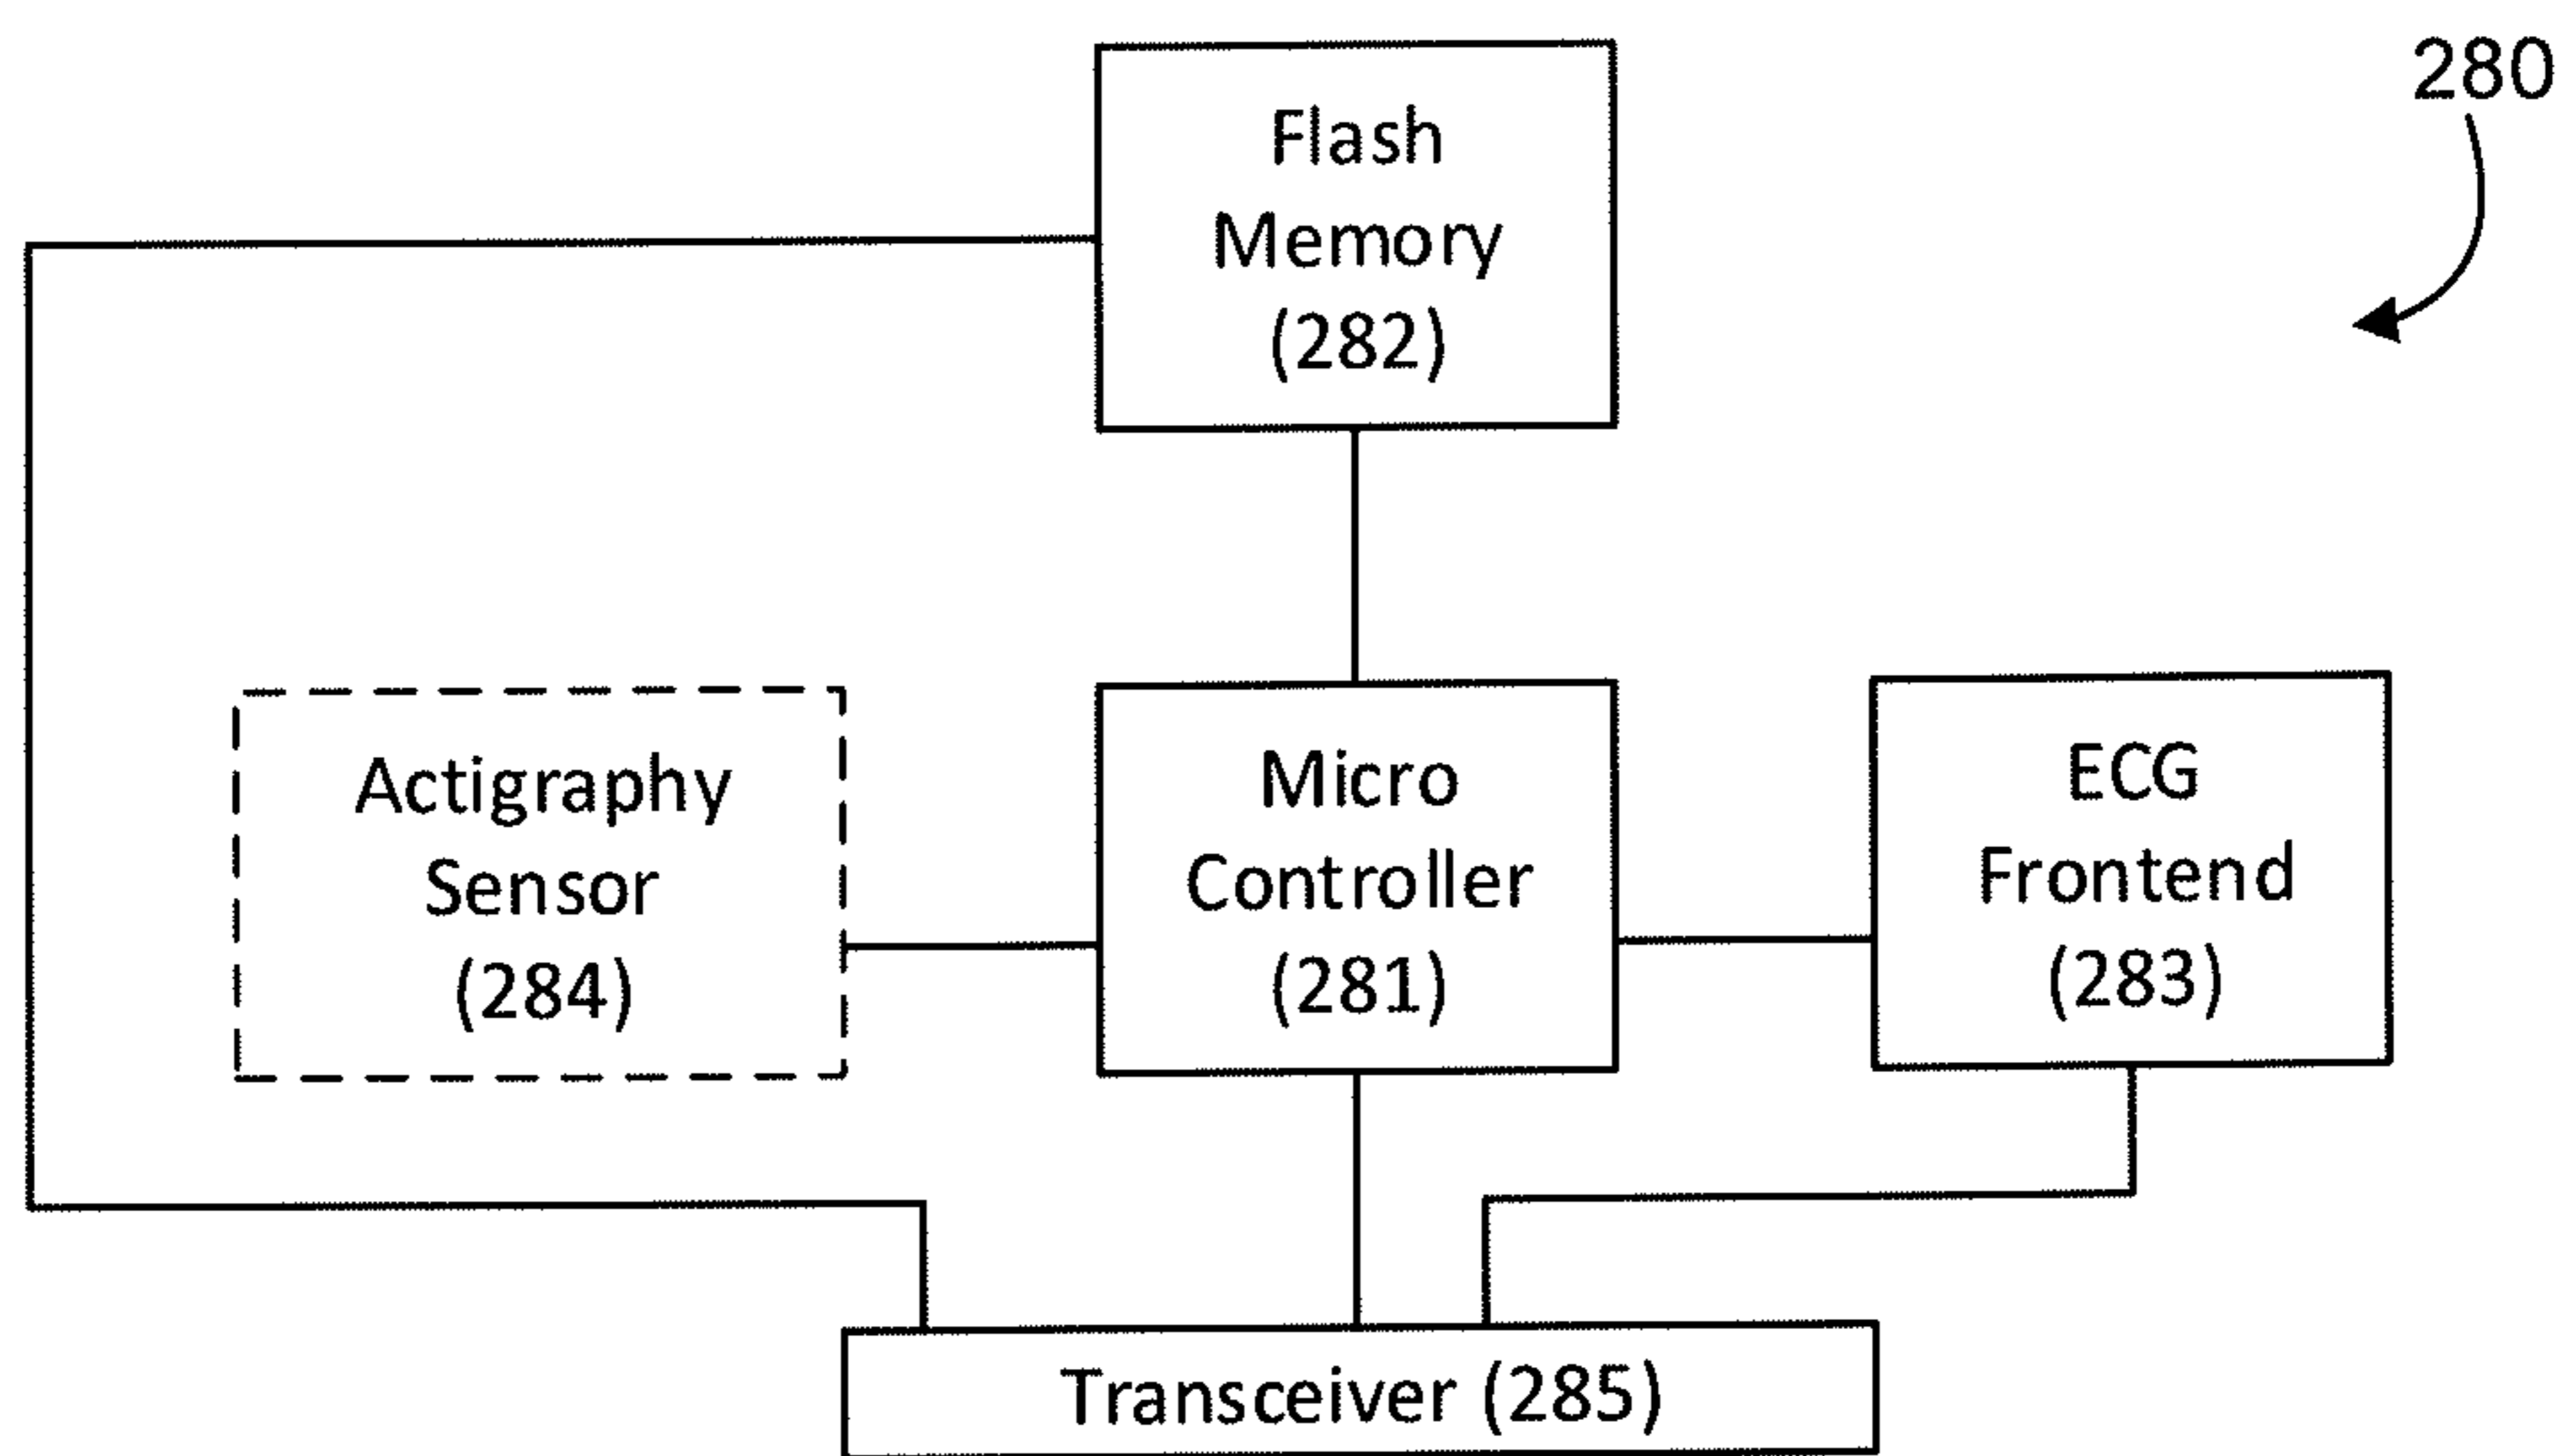 280
Flash
Memory
(282)
Actigraphy
Sensor
(284)
Micro
Controller
(281)
ECG
Frontend
(283)
Transceiver (285)